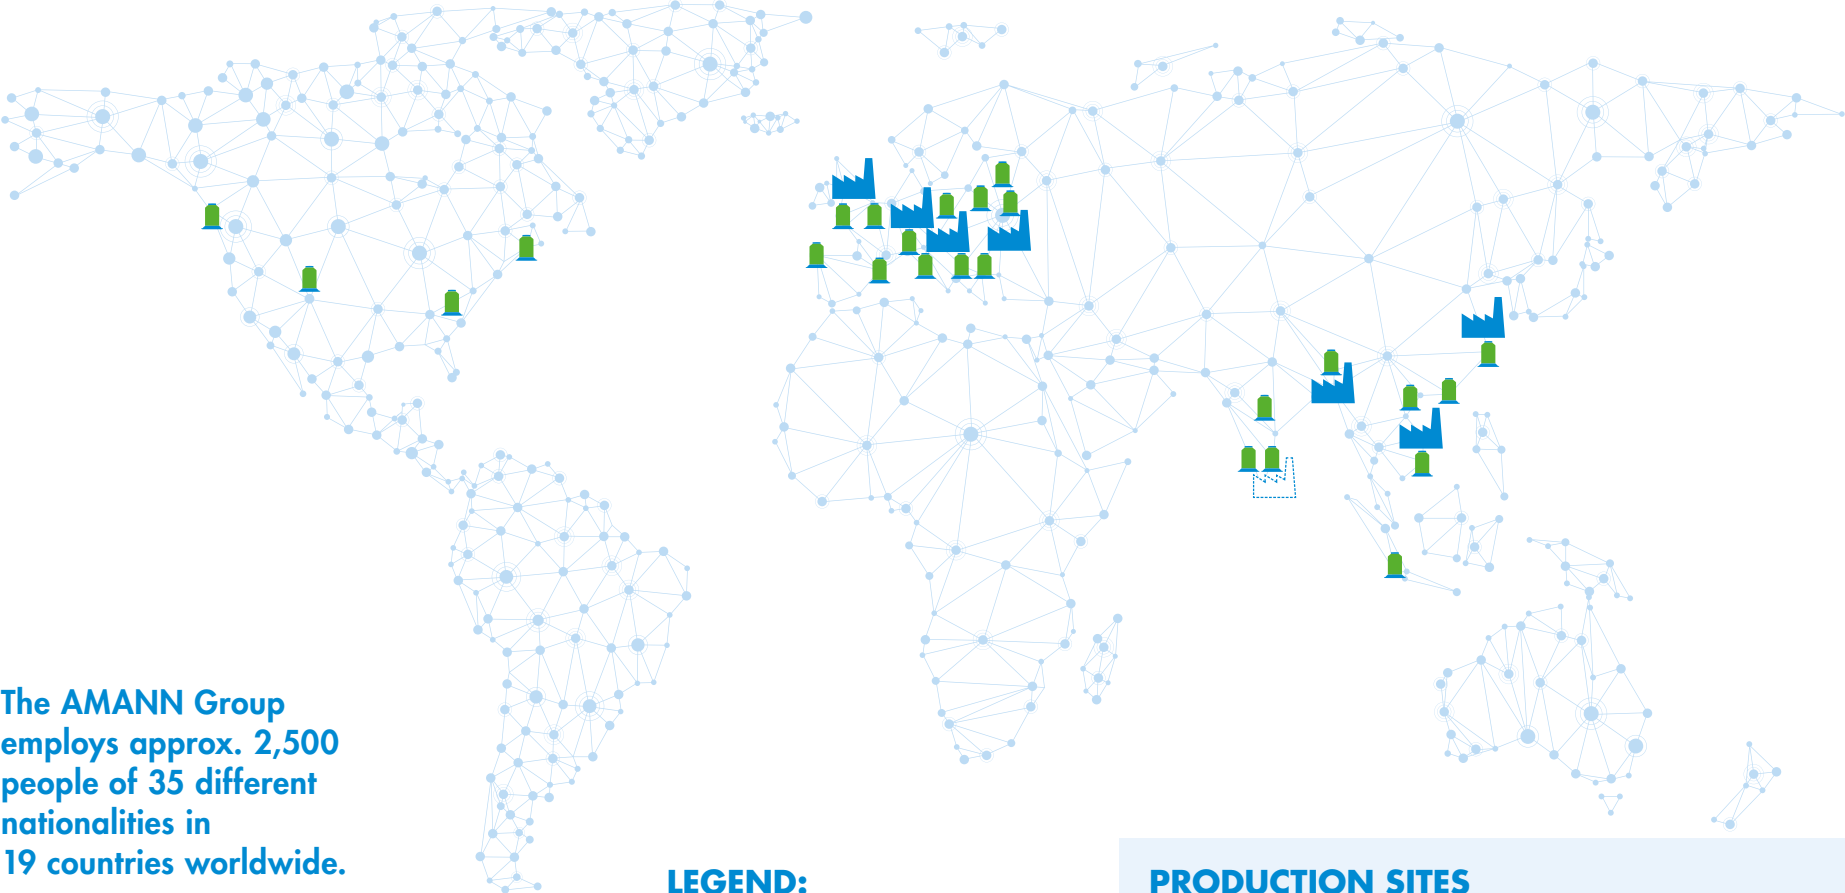 The AMANN Group
employs approx. 2,500
people of 35 different
nationalities in
19 countries worldwide.
LEGEND:
PRODUCTION SITES